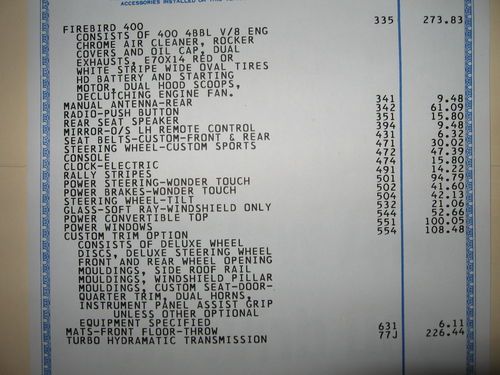 ACCESSORIES INSTALLED ON THIS
FIREBIRD 400 335 273.83
CONSISTS OF 400 4BBL V/8 ENG
CHROME AIR CLEANER, ROCKER
COVERS AND OIL CAP, DUAL
EXHAUSTS, E70X14 RED OR
WHITE STRIPE WIDE OVAL TIRES
HD BATTERY AND STARTING
MOTOR, DUAL HOOD SCOOPS,
DECLUTCHING ENGINE FAN.
MANUAL ANTENNA-REAR 341 9.48
RADIO-PUSH BUTTON 342 61.09
REAR SEAT SPEAKER 351 15.80
MIRROR-O/S LH REMOTE CONTROL 394 9.48
SEAT BELTS-CUSTOM-FRONT & REAR 431 6.32
STEERING WHEEL-CUSTOM SPORTS 471 30.02
CONSOLE 472 47.39
CLOCK-ELECTRIC 474 15.80
RALLY STRIPES 491 14.22
POWER STEERING-WONDER TOUCH 501 94.79
POWER BRAKES-WONDER TOUCH 502 41.60
STEERING WHEEL-TILT 504 42.13
GLASS-SOFT RAY-WINDSHIELD ONLY 532 21.06
POWER CONVERTIBLE TOP 544 52.66
POWER WINDOWS 551 100.05
CUSTOM TRIM OPTION 554 108.48
CONSISTS OF DELUXE WHEEL
DISCS, DELUXE STEERING WHEEL
FRONT AND REAR WHEEL OPENING
MOULDINGS, SIDE ROOF RAIL
MOULDINGS, WINDSHIELD PILLAR
MOULDINGS, CUSTOM SEAT-DOOR-
QUARTER TRIM, DUAL HORNS,
INSTRUMENT PANEL ASSIST GRIP
UNLESS OTHER OPTIONAL
EQUIPMENT SPECIFIED
MATS-FRONT FLOOR-THROW 631 6.11
TURBO HYDRAMATIC TRANSMISSION 77J 226.44